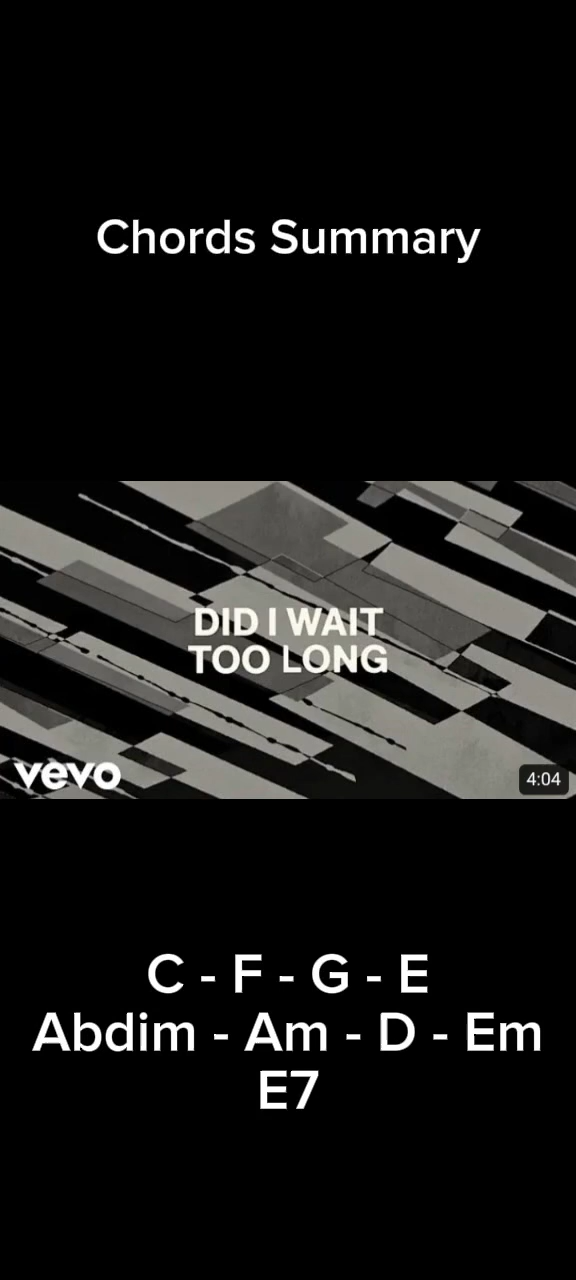 Chords Summary
DID I WAIT
TOO LONG
vevo
4:04
C - F - G - E
Abdim - Am - D - Em
E7